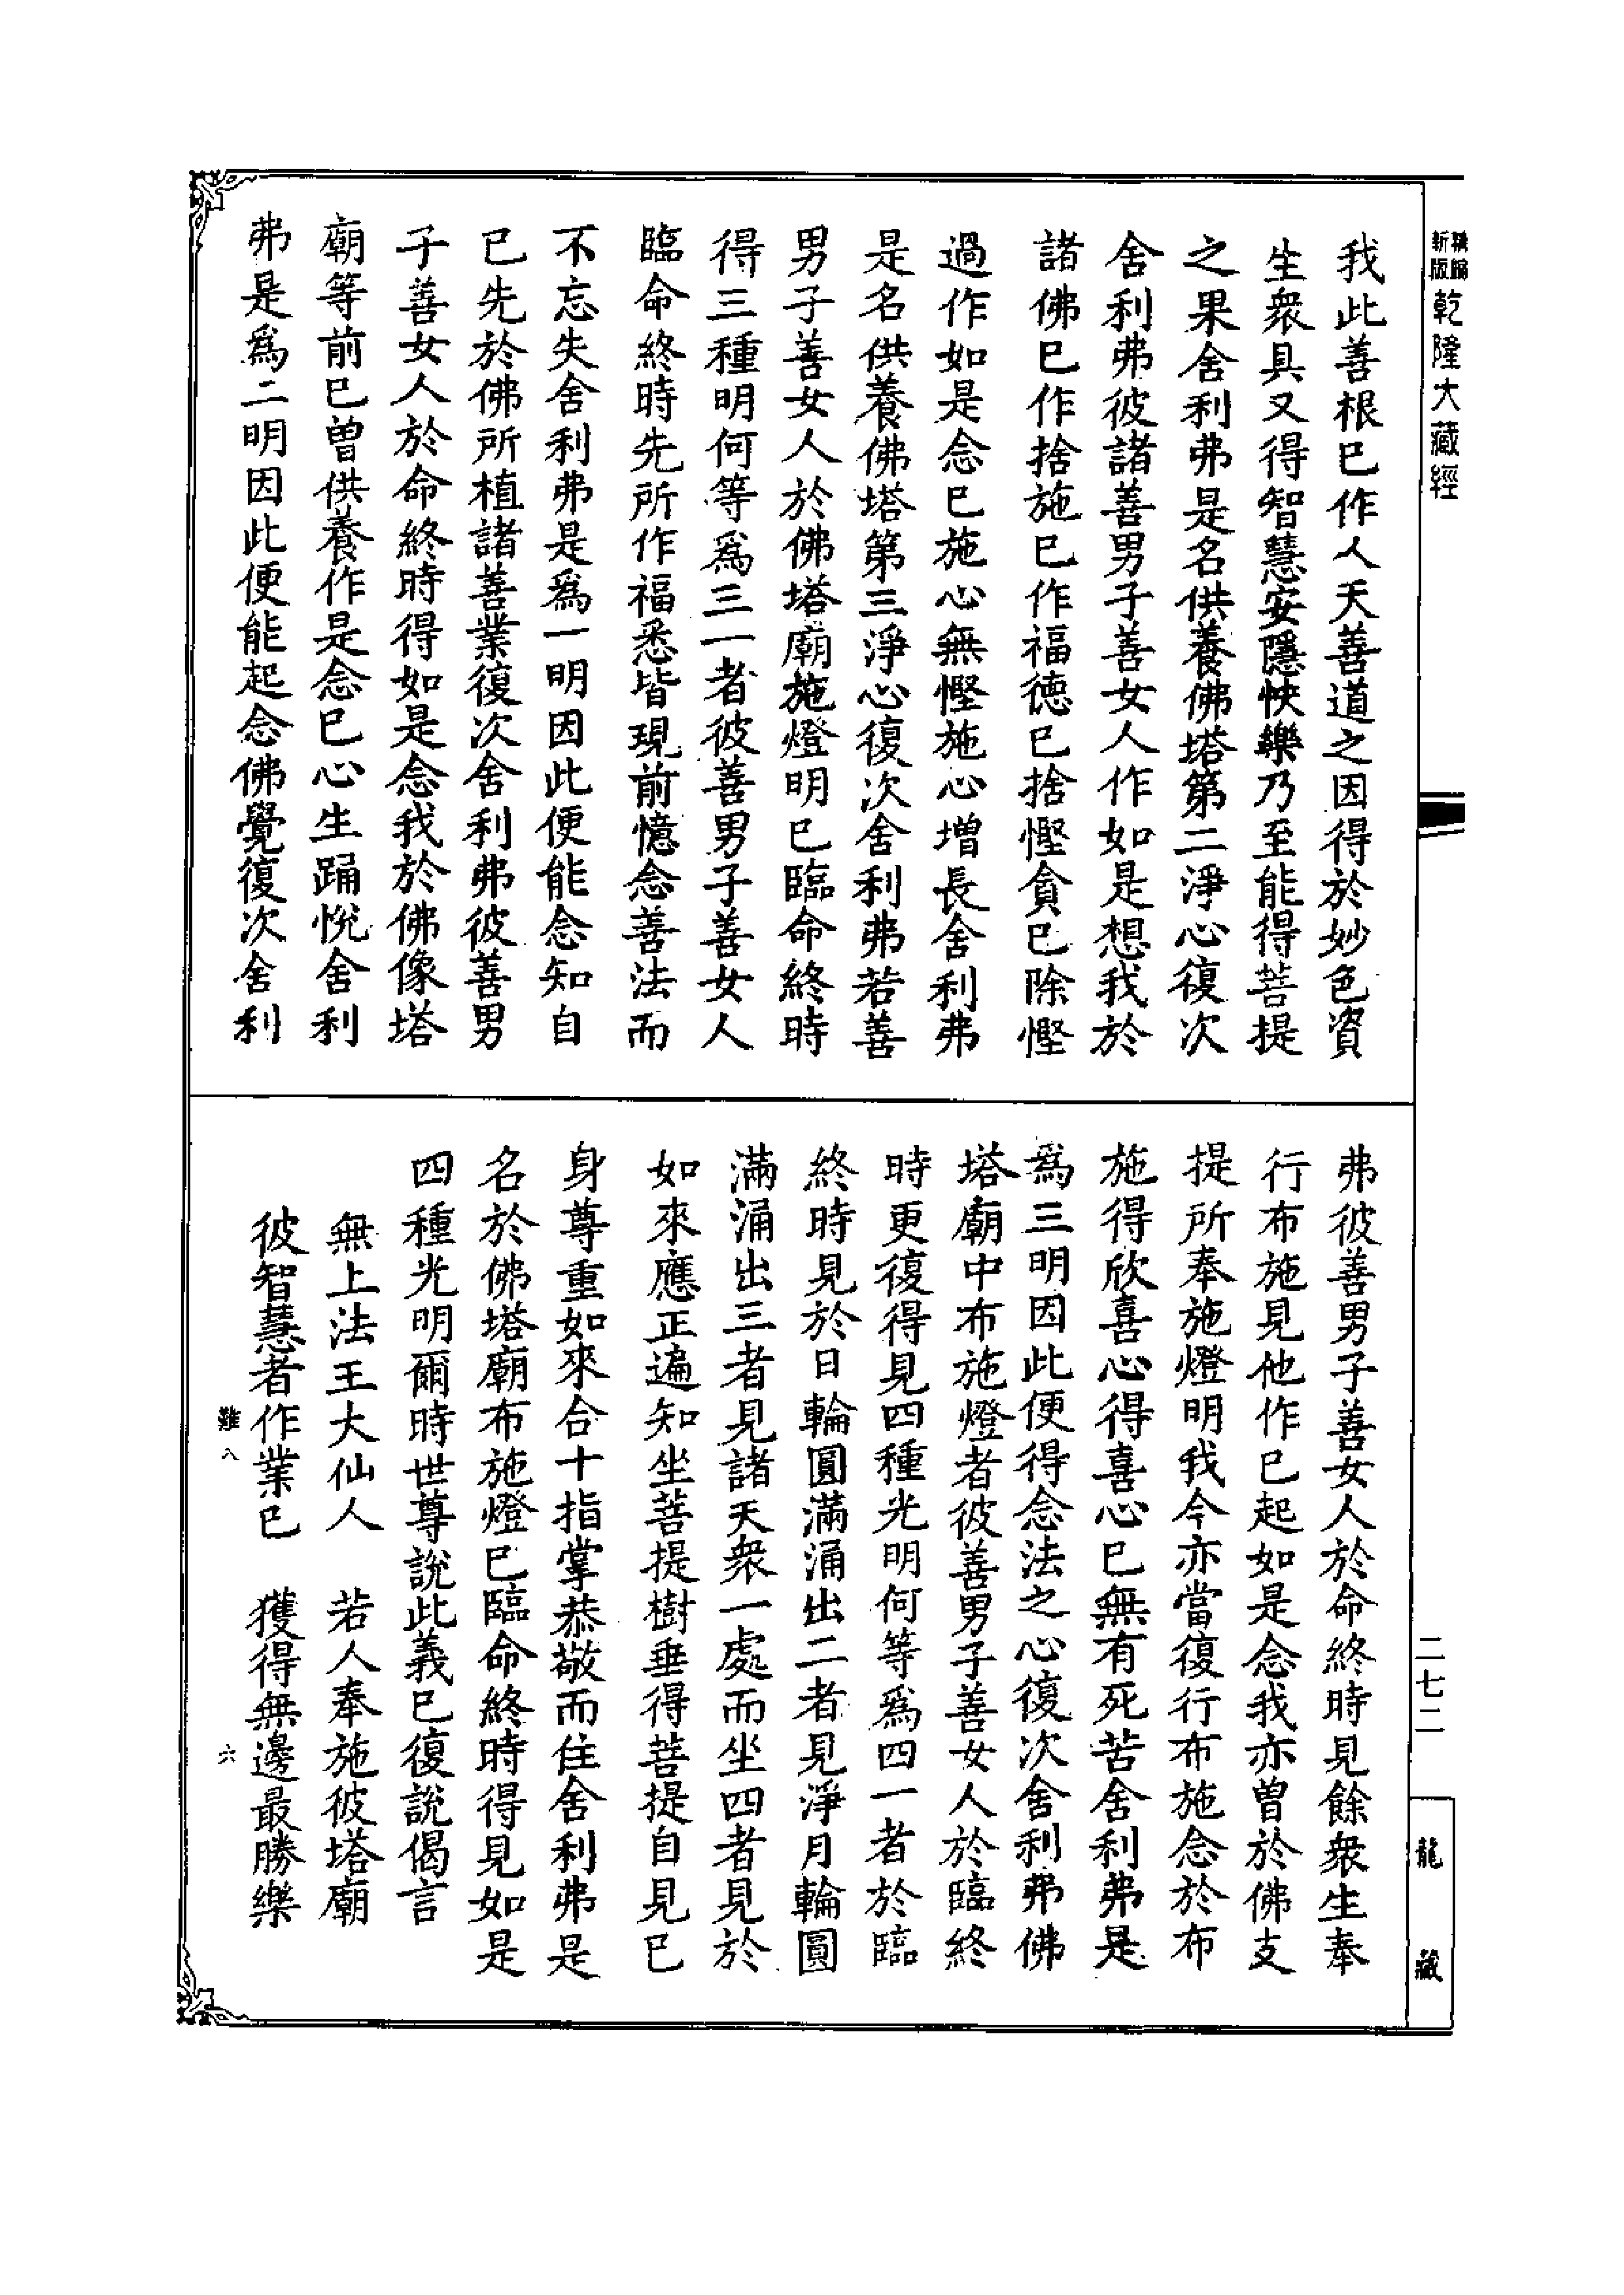 新編
新版
乾隆大藏經
我此善根已作人天善道之因得於妙色資
生衆具又得智慧安隱快樂乃至能得菩提
之果舍利弗是名供養佛塔第二淨心復次
舍利弗彼諸善男子善女人作如是想我於
諸佛已作捨施已作福德已捨慳貪已除慳
過作如是念已施心無慳施心增長舍利弗
是名供養佛塔第三淨心復次舍利弗若善
男子善女人於佛塔廟施燈明已臨命終時
得三種明何等爲三一者彼善男子善女人
臨命終時先所作福悉皆現前憶念善法而
不忘失舍利弗是爲一明因此便能念知自
已先於佛所植諸善業復次舍利弗彼善男
子善女人於命終時得如是念我於佛像塔
廟等前已曾供養作是念已心生踊悅舍利
弗是爲二明因此便能起念佛覺復次舍利
弗彼善男子善女人於命終時見餘衆生奉
行布施見他作已起如是念我亦曾於佛支
提所奉施燈明我今亦當復行布施念於布
施得欣喜心得喜心已無有死苦舍利弗是
爲三明因此便得念法之心復次舍利弗佛
塔廟中布施燈者彼善男子善女人於臨終
時更復得見四種光明何等爲四一者於臨
終時見於日輪圓滿涌出二者見淨月輪圓
滿涌出三者見諸天衆一處而坐四者見於
如來應正遍知坐菩提樹垂得菩提自見已
身尊重如來合十指掌恭敬而住舍利弗是
名於佛塔廟布施燈已臨命終時得見如是
四種光明爾時世尊說此義已復說偈言
無上法王大仙人　若人奉施彼塔廟
彼智慧者作業已　獲得無邊最勝樂
難八
六
二七二
龍藏